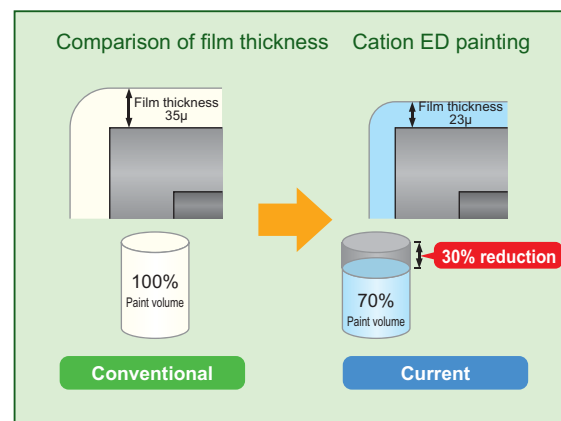 Comparison of film thickness
Cation ED painting
Film thickness
35μ
Film thickness
23μ
100%
Paint volume
30% reduction
70%
Paint volume
Conventional
Current